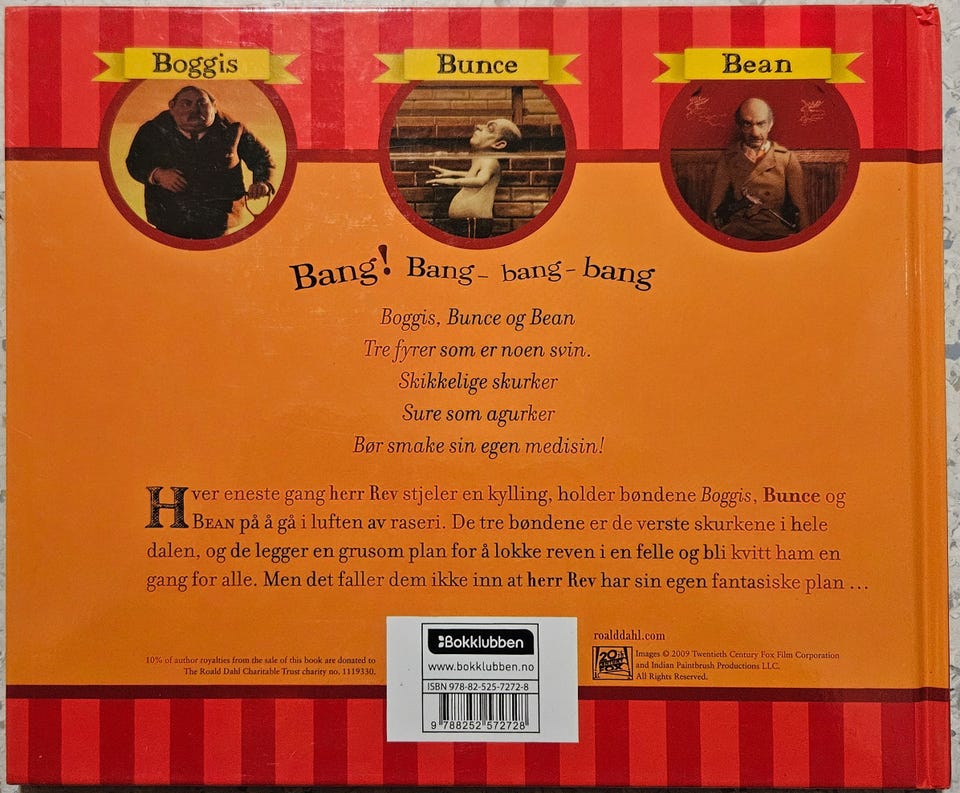 Boggis
Bunce
Bean
Bang! Bang- bang- bang
Boggis, Bunce og Bean
Tre fyrer som er noen svin.
Skikkelige skurker
Sure som agurker
Bør smake sin egen medisin!
Hver eneste gang herr Rev stjeler en kylling, holder bøndene Boggis, Bunce og
BEAN på å gå i luften av raseri. De tre bøndene er de verste skurkene i hele
dalen, og de legger en grusom plan for å lokke reven i en felle og bli kvitt ham en
gang for alle. Men det faller dem ikke inn at herr Rev har sin egen fantasiske plan ...
10% of author royalties from the sale of this book are donated to
The Roald Dahl Charitable Trust charity no. 1119330.
Bokklubben
www.bokklubben.no
ISBN 978-82-525-7272-8
9 788252 572728
roalddahl.com
20th CENTURY FOX
Images © 2009 Twentieth Century Fox Film Corporation
and Indian Paintbrush Productions LLC.
All Rights Reserved.